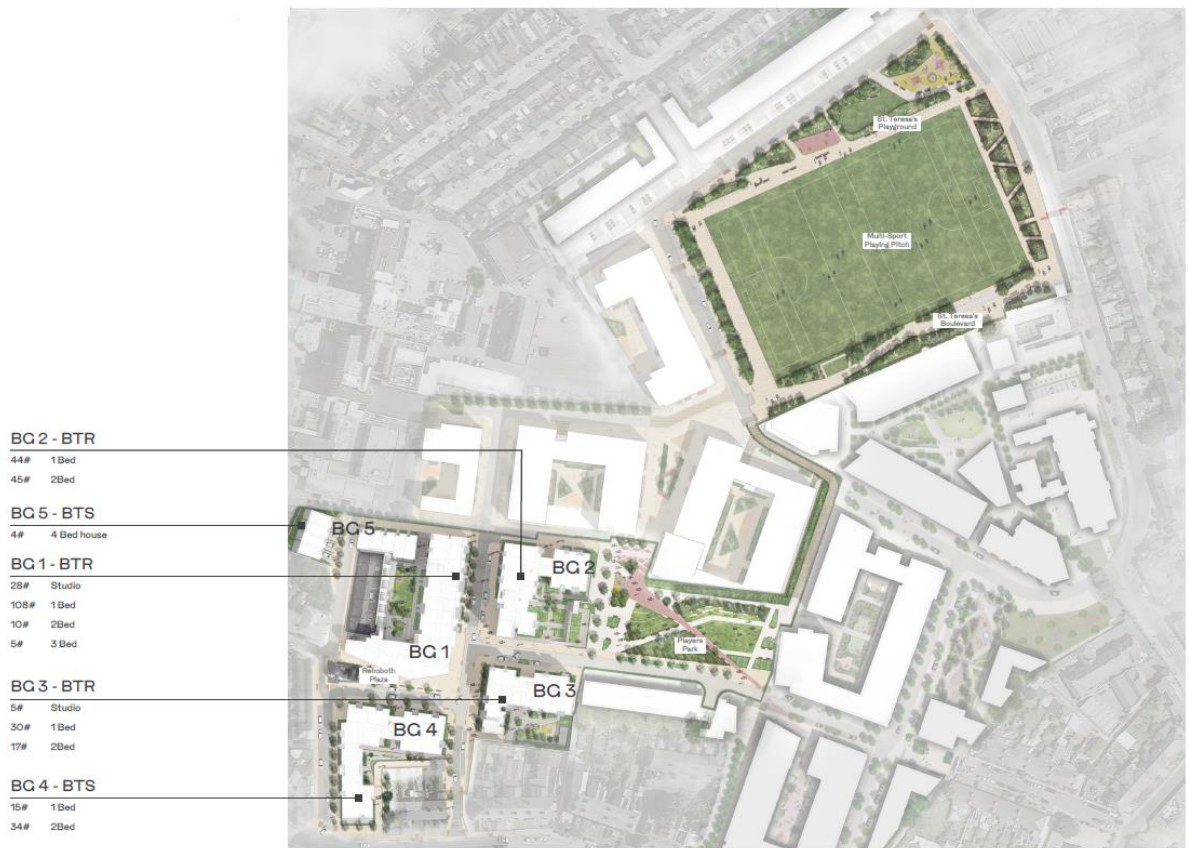 BG 2 - BTR
44# 1 Bed
45# 2Bed
BG 5 - BTS
4# 4 Bed house
BG 1 - BTR
28# Studio
108# 1 Bed
10# 2Bed
5# 3 Bed
BG 3 - BTR
5# Studio
30# 1 Bed
17# 2Bed
BG 4 - BTS
15# 1 Bed
34# 2Bed
St. Teresa's
Playground
Multi-Sport
Playing Pitch
St. Teresa's
Boulevard
BG 5
BG 2
BG 1
Players
Park
Rehoboth
Plaza
BG 3
BG 4